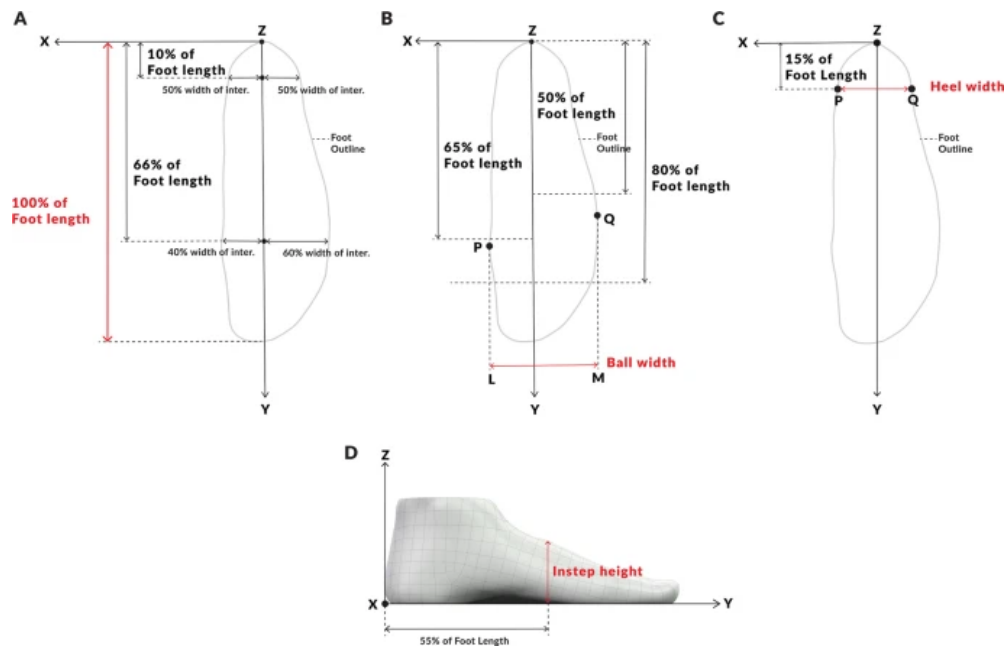 A
Z
X
10% of
Foot length
50% width of inter.
50% width of inter.
Foot
Outline
66% of
Foot length
100% of
Foot length
40% width of inter.
60% width of inter.
Y
B
Z
X
50% of
Foot length
Foot
Outline
65% of
Foot length
80% of
Foot length
Q
P
Ball width
L
M
Y
C
Z
X
15% of
Foot Length
Heel width
P
Q
Foot
Outline
Y
D
Z
Instep height
X
Y
55% of Foot Length